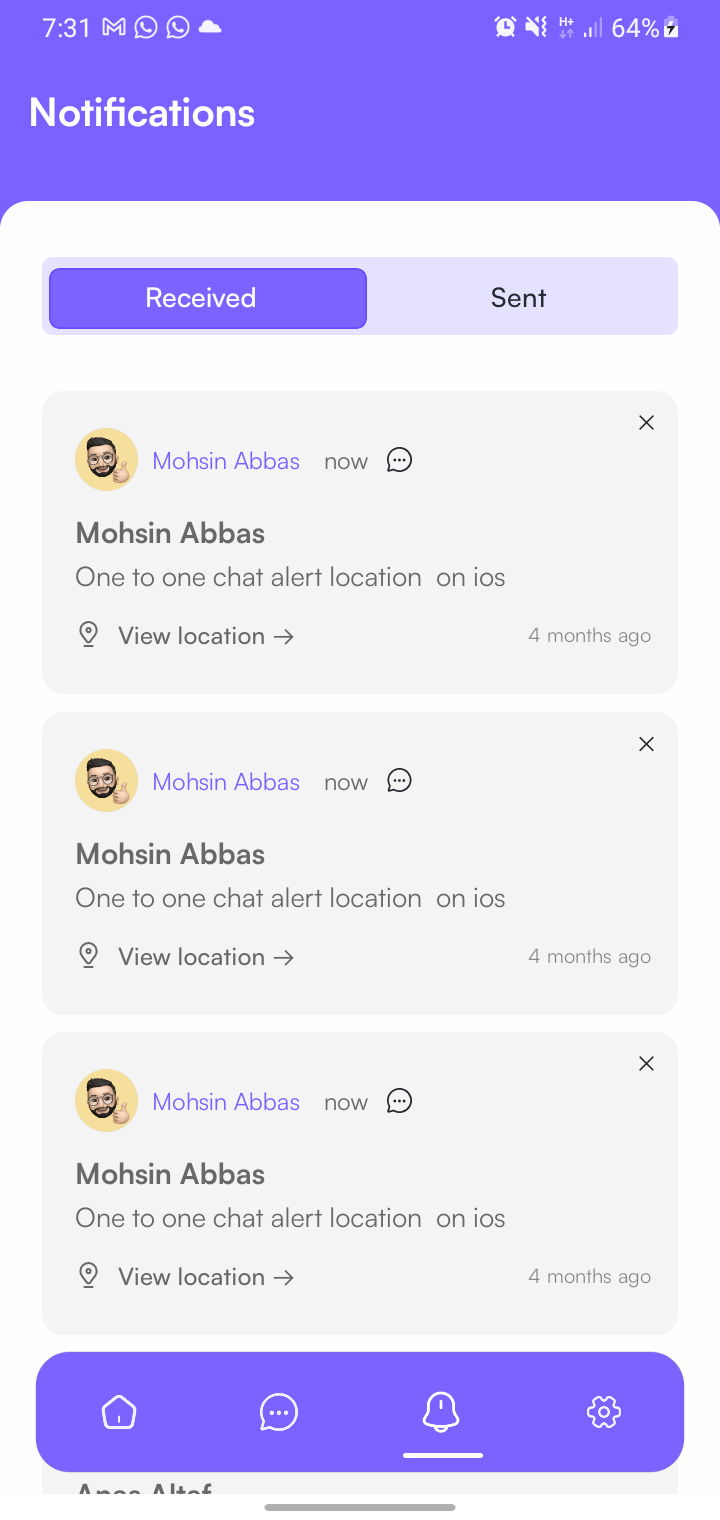 7:31 H+ 64%
Notifications
Received Sent
Mohsin Abbas now
Mohsin Abbas
One to one chat alert location  on ios
View location → 4 months ago
Mohsin Abbas now
Mohsin Abbas
One to one chat alert location  on ios
View location → 4 months ago
Mohsin Abbas now
Mohsin Abbas
One to one chat alert location  on ios
View location → 4 months ago
Anas Altaf